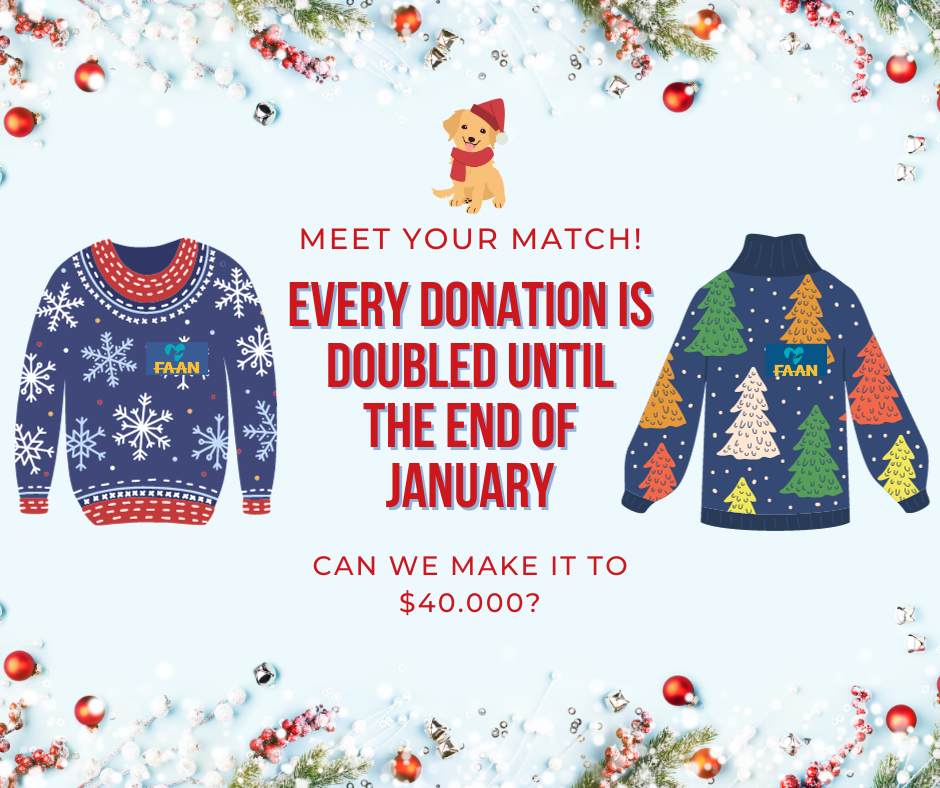 MEET YOUR MATCH!
EVERY DONATION IS
DOUBLED UNTIL
THE END OF
JANUARY
FAAN
FAAN
CAN WE MAKE IT TO
$40.000?